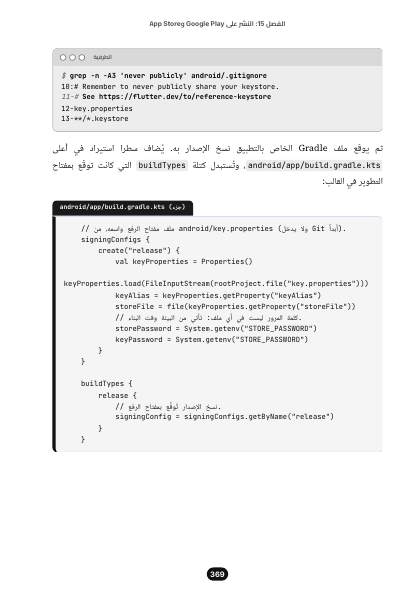 الفصل 15: النشر على Google Play وApp Store
الطرفية
$ grep -n -A3 'never publicly' android/.gitignore
10:# Remember to never publicly share your keystore.
11-# See https://flutter.dev/to/reference-keystore
12-key.properties
13-**/*.keystore
ثم يوقع ملف Gradle الخاص بالتطبيق نسخ الإصدار به. يُضاف سطرا استيراد في أعلى
android/app/build.gradle.kts، وتُستبدل كتلة buildTypes التي كانت توقّع بمفتاح
التطوير في القالب:
android/app/build.gradle.kts (جزء)
// ملف مفتاح الرفع واسمه، من android/key.properties (ولا يدخل Git أبداً).
signingConfigs {
create("release") {
val keyProperties = Properties()
keyProperties.load(FileInputStream(rootProject.file("key.properties")))
keyAlias = keyProperties.getProperty("keyAlias")
storeFile = file(keyProperties.getProperty("storeFile"))
// كلمة المرور ليست في أي ملف: تأتي من البيئة وقت البناء.
storePassword = System.getenv("STORE_PASSWORD")
keyPassword = System.getenv("STORE_PASSWORD")
}
}
buildTypes {
release {
// نسخ الإصدار تُوقَّع بمفتاح الرفع.
signingConfig = signingConfigs.getByName("release")
}
}
369